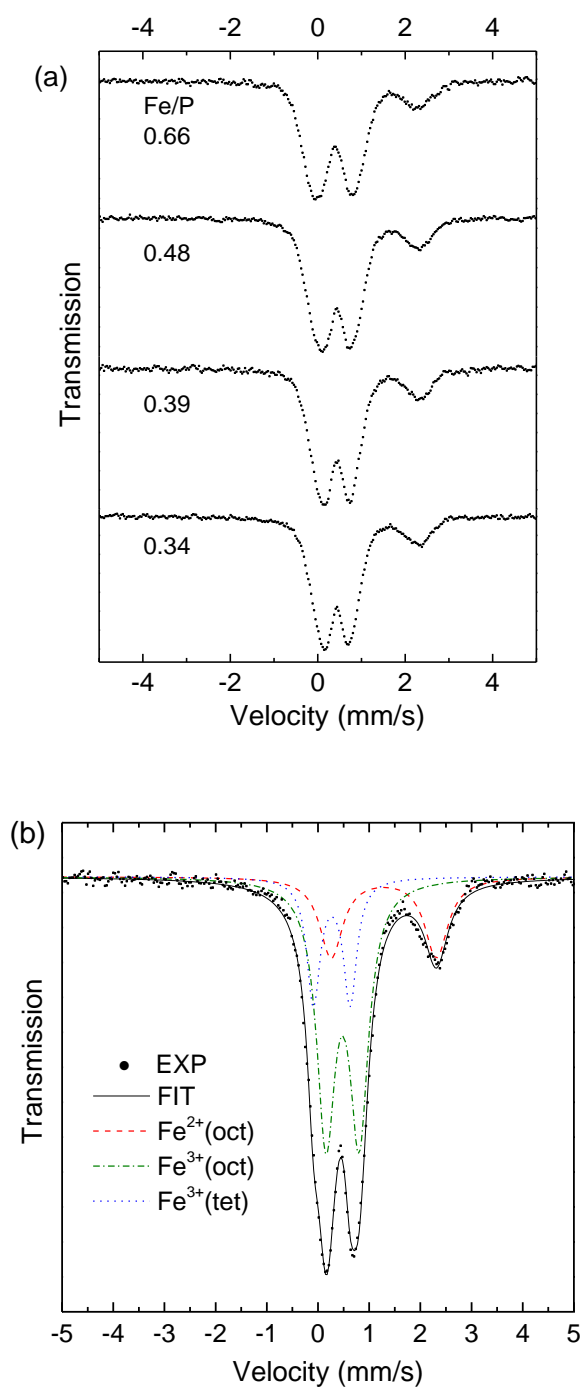 -4 -2 0 2 4
(a)
Fe/P
0.66
0.48
0.39
0.34
Transmission
-4 -2 0 2 4
Velocity (mm/s)
(b)
EXP
FIT
Fe²⁺(oct)
Fe³⁺(oct)
Fe³⁺(tet)
Transmission
-5 -4 -3 -2 -1 0 1 2 3 4 5
Velocity (mm/s)